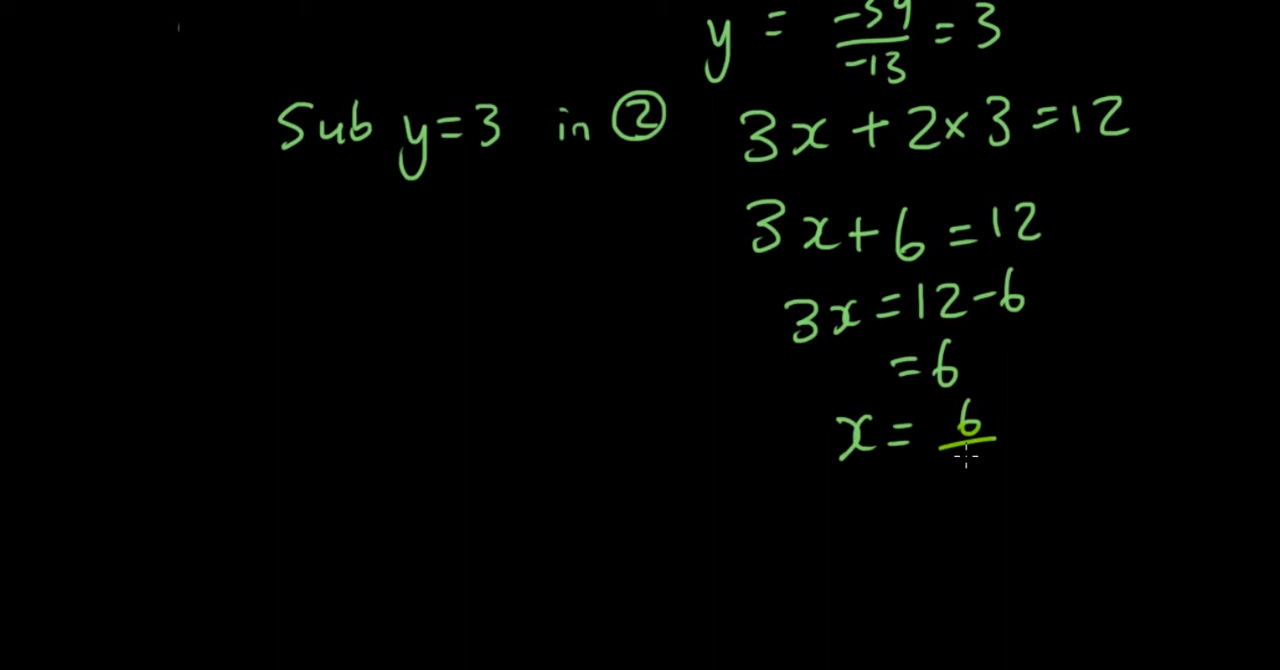 y = -39/-13 = 3
Sub y=3 in ② 3x + 2×3 =12
3x+6 =12
3x =12-6
= 6
x = 6/